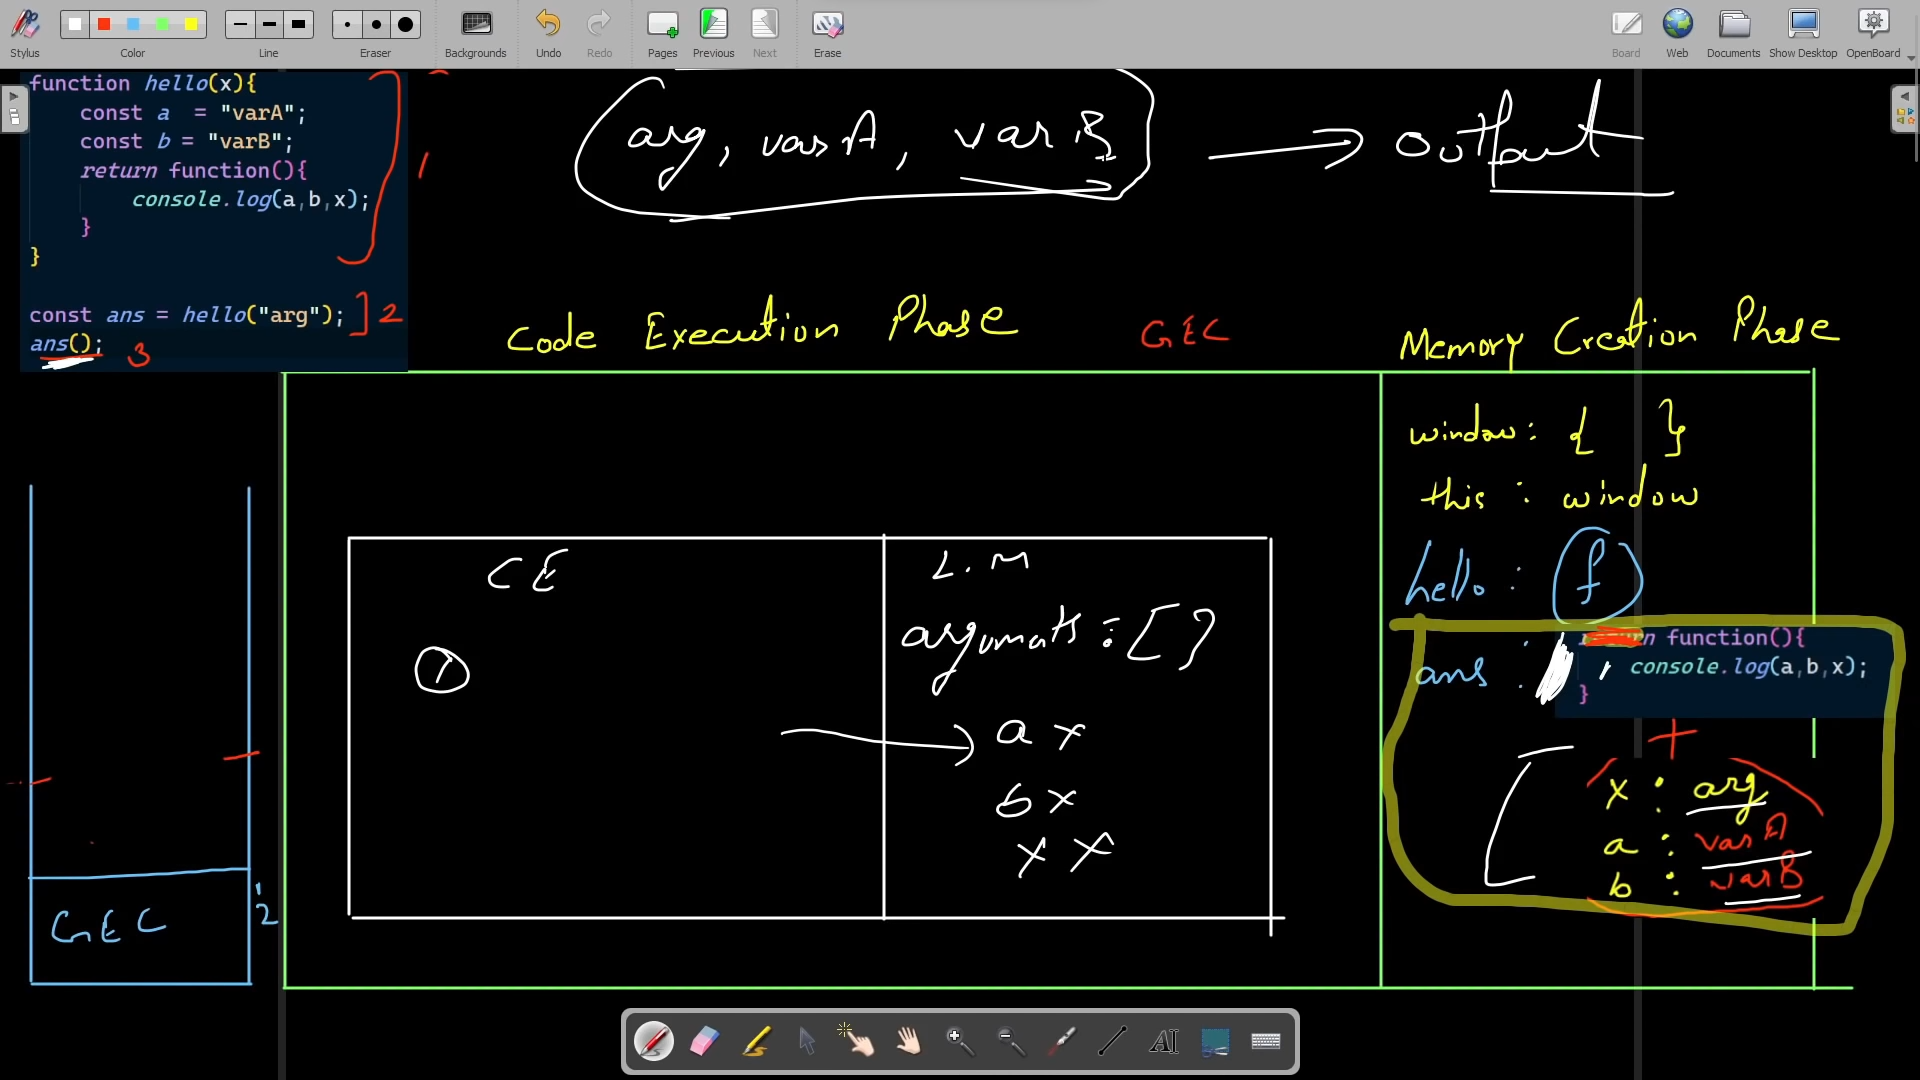 Stylus
Color
Line
Eraser
Backgrounds
Undo
Redo
Pages
Previous
Next
Erase
Board
Web
Documents
Show Desktop
OpenBoard
function hello(x){
const a = "varA";
const b = "varB";
return function(){
console.log(a,b,x);
}
}
const ans = hello("arg");
ans();
1
2
3
arg, varA, varB → output
Code Execution Phase
GEC
Memory Creation Phase
window: { }
this : window
hello : f
ans :
function(){
console.log(a,b,x);
}
+
x : arg
a : varA
b : varB
CE
1
L.M
arguments : []
a x
b x
x x
GEC
2
AI